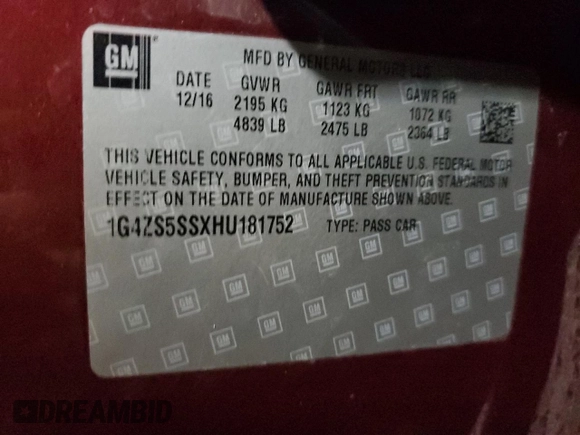 GM
MFD BY GENERAL MOTORS LLC
DATE GVWR GAWR FRT GAWR RR
12/16 2195 KG 1123 KG 1072 KG
4839 LB 2475 LB 2364 LB
THIS VEHICLE CONFORMS TO ALL APPLICABLE U.S. FEDERAL MOTOR
VEHICLE SAFETY, BUMPER, AND THEFT PREVENTION STANDARDS IN
EFFECT ON THE DATE OF MANUFACTURE SHOWN ABOVE.
1G4ZS5SSXHU181752 TYPE: PASS CAR
DREAMBID